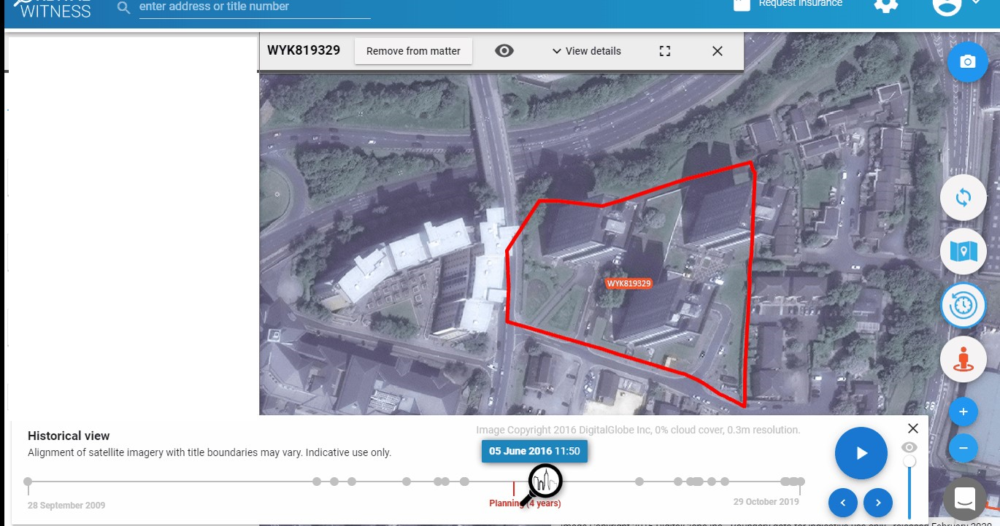 WITNESS
enter address or title number
Request Insurance
WYK819329
Remove from matter
View details
WYK819329
Image Copyright 2016 DigitalGlobe Inc, 0% cloud cover, 0.3m resolution.
Historical view
Alignment of satellite imagery with title boundaries may vary. Indicative use only.
05 June 2016 11:50
28 September 2009
Planning (4 years)
29 October 2019